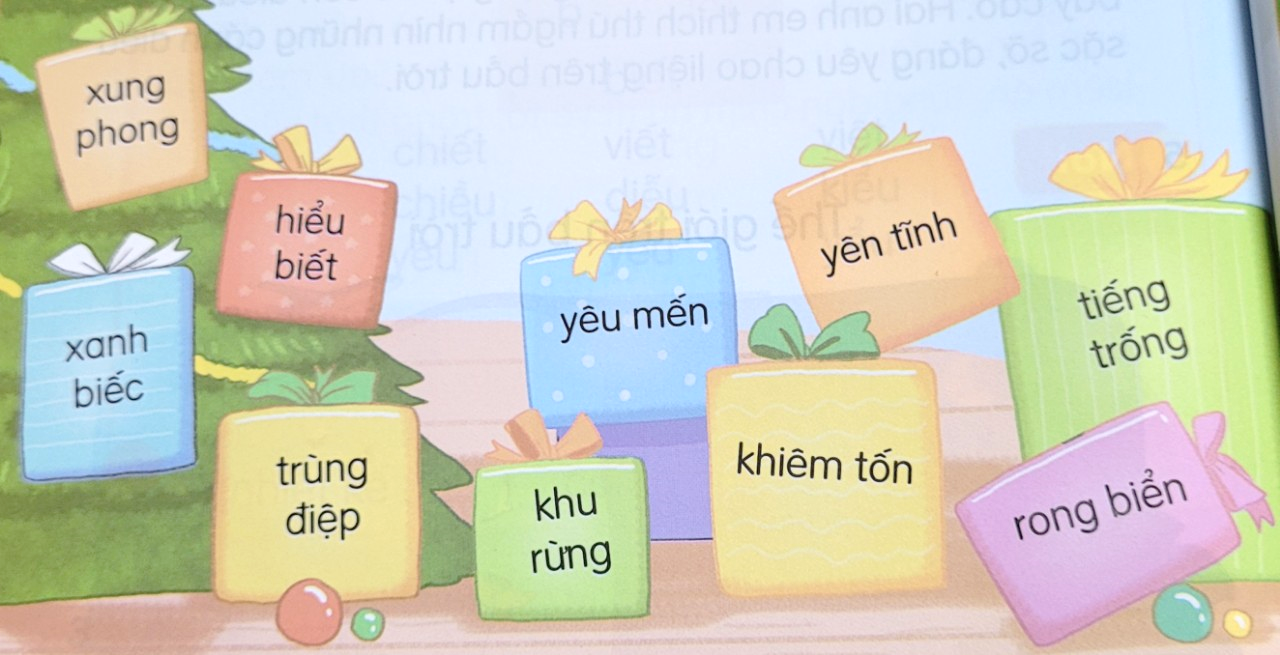 xung
phong
hiểu
biết
xanh
biếc
trùng
điệp
yêu mến
khu
rừng
yên tĩnh
khiêm tốn
tiếng
trống
rong biển